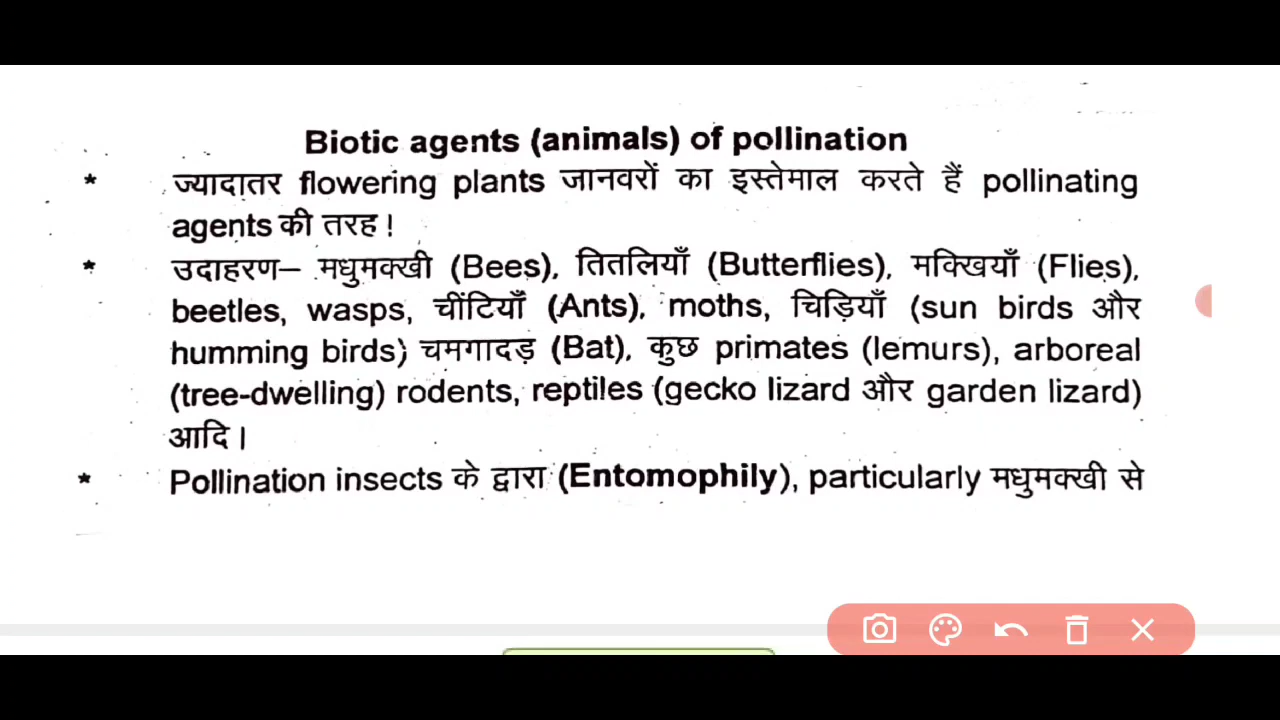 Biotic agents (animals) of pollination
* ज्यादातर flowering plants जानवरों का इस्तेमाल करते हैं pollinating
agents की तरह !
* उदाहरण– मधुमक्खी (Bees), तितलियाँ (Butterflies), मक्खियाँ (Flies),
beetles, wasps, चींटियाँ (Ants), moths, चिड़ियाँ (sun birds और
humming birds) चमगादड़ (Bat), कुछ primates (lemurs), arboreal
(tree-dwelling) rodents, reptiles (gecko lizard और garden lizard)
आदि ।
* Pollination insects के द्वारा (Entomophily), particularly मधुमक्खी से